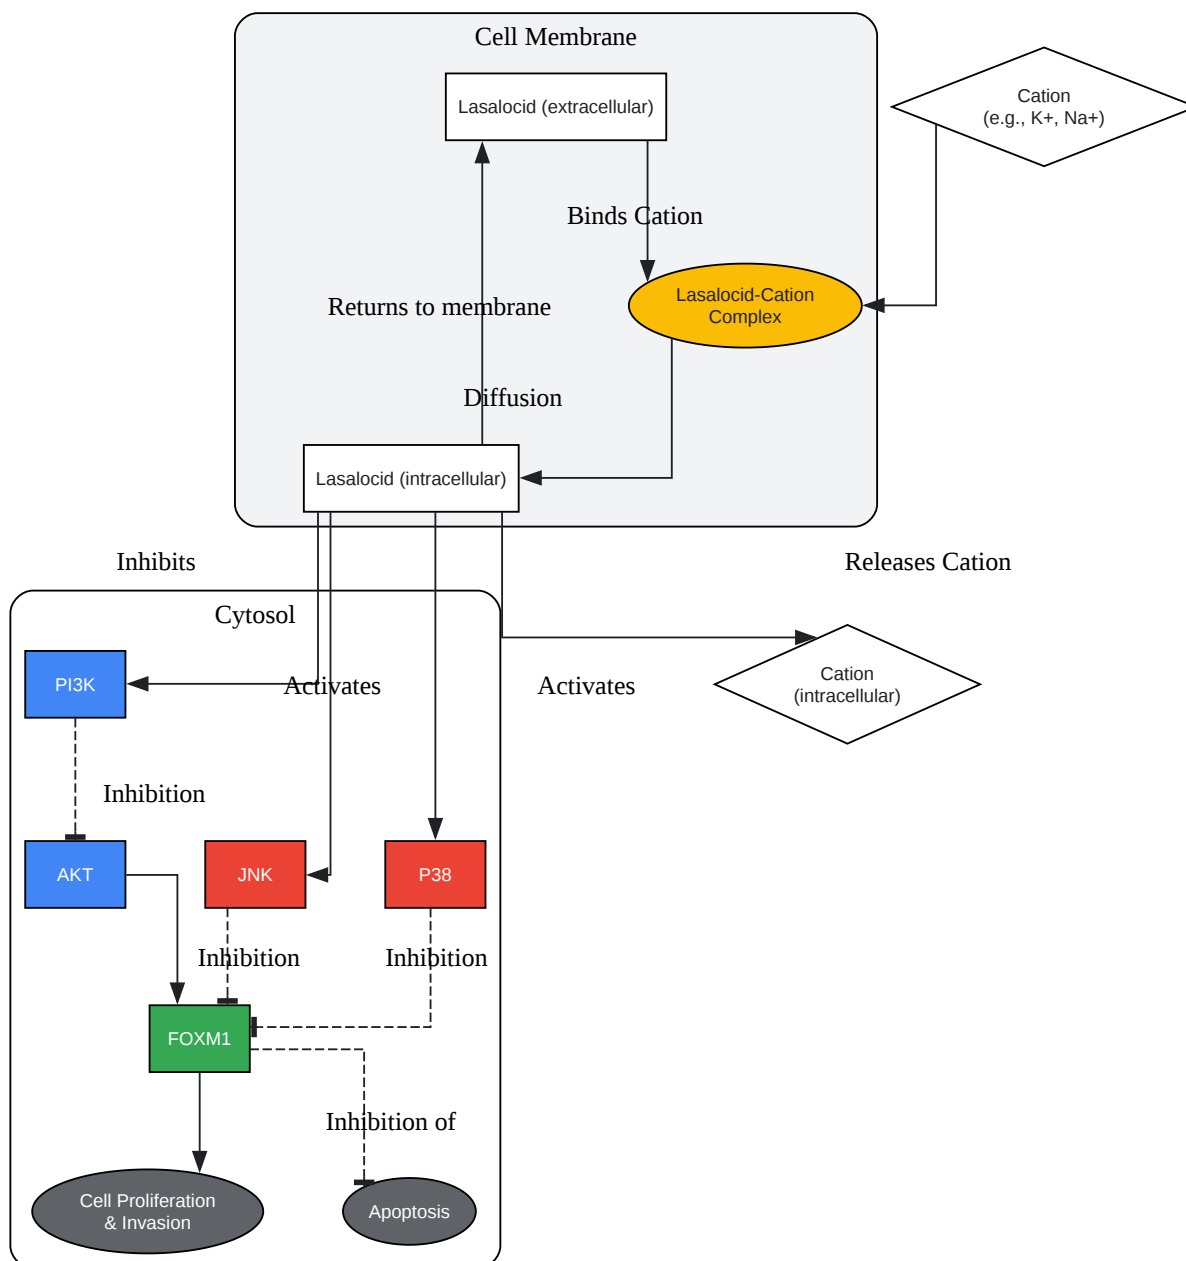 Cell Membrane
Lasalocid (extracellular)
Cation
(e.g., K+, Na+)
Binds Cation
Lasalocid-Cation
Complex
Returns to membrane
Diffusion
Lasalocid (intracellular)
Inhibits
Releases Cation
Cytosol
PI3K
Activates
Activates
Cation
(intracellular)
Inhibition
AKT
JNK
P38
Inhibition
Inhibition
FOXM1
Inhibition of
Cell Proliferation
& Invasion
Apoptosis